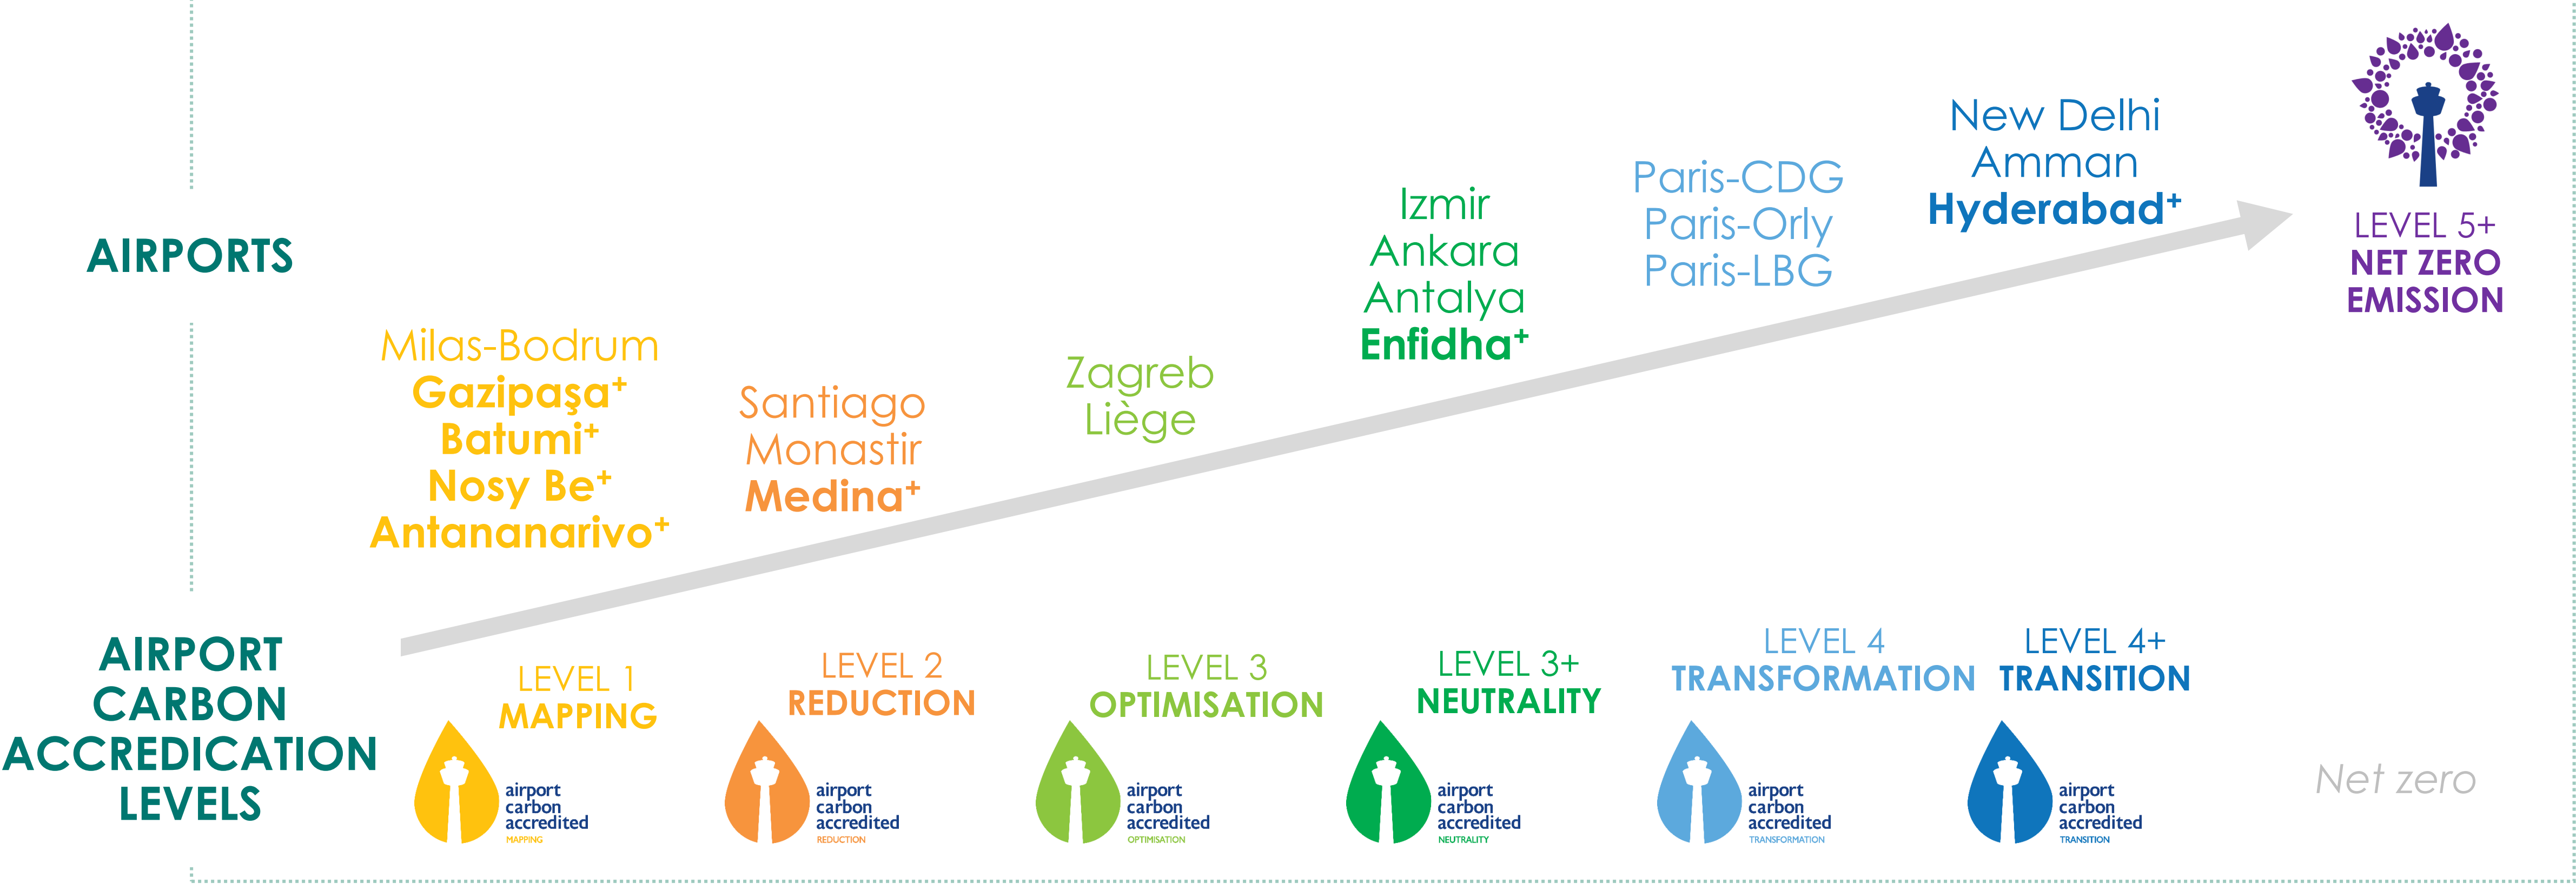 AIRPORTS
Milas-Bodrum
Gazipaşa+
Batumi+
Nosy Be+
Antananarivo+
Santiago
Monastir
Medina+
Zagreb
Liège
Izmir
Ankara
Antalya
Enfidha+
Paris-CDG
Paris-Orly
Paris-LBG
New Delhi
Amman
Hyderabad+
LEVEL 5+
NET ZERO
EMISSION
AIRPORT
CARBON
ACCREDICATION
LEVELS
LEVEL 1
MAPPING
airport
carbon
accredited
MAPPING
LEVEL 2
REDUCTION
airport
carbon
accredited
REDUCTION
LEVEL 3
OPTIMISATION
airport
carbon
accredited
OPTIMISATION
LEVEL 3+
NEUTRALITY
airport
carbon
accredited
NEUTRALITY
LEVEL 4
TRANSFORMATION
airport
carbon
accredited
TRANSFORMATION
LEVEL 4+
TRANSITION
airport
carbon
accredited
TRANSITION
Net zero